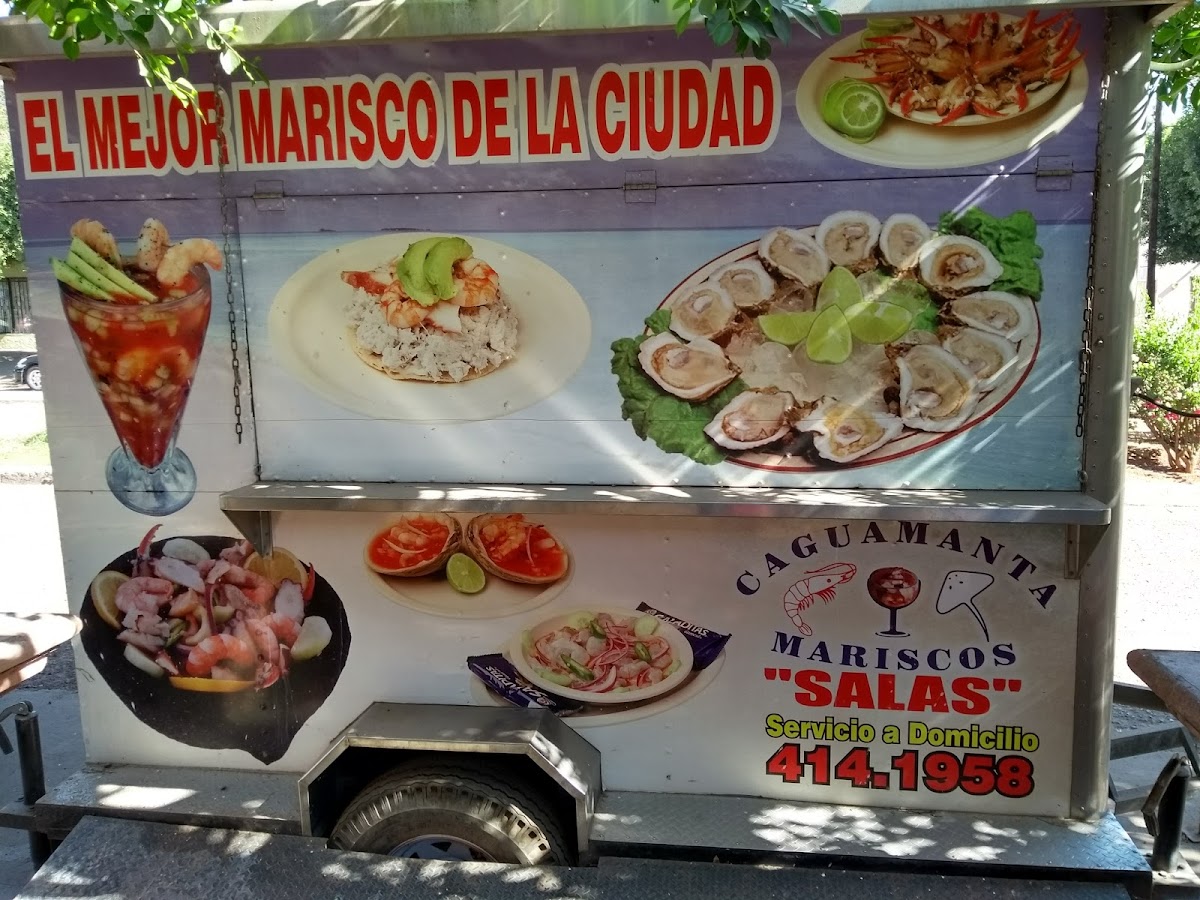 EL MEJOR MARISCO DE LA CIUDAD
CAGUAMANTA
MARISCOS
"SALAS"
Servicio a Domicilio
414.1958